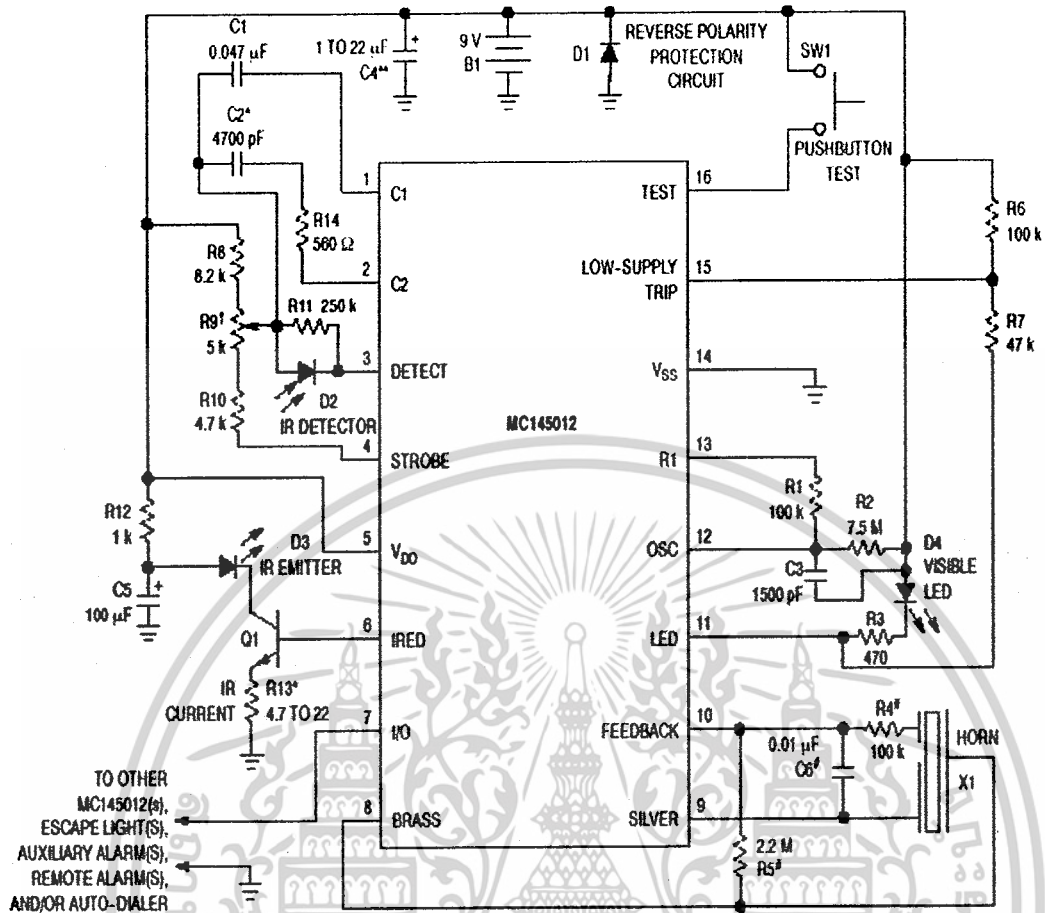 C1
0.047 µF
1 TO 22 µF
C4**
9 V
B1
D1
REVERSE POLARITY
PROTECTION
CIRCUIT
SW1
PUSHBUTTON
TEST
C2*
4700 pF
R14
560 Ω
R8
8.2 k
R9†
5 k
R10
4.7 k
R11 250 k
D2
IR DETECTOR
R12
1 k
C5
+
100 µF
D3
IR EMITTER
Q1
IR
CURRENT
R13*
4.7 TO 22
TO OTHER
MC145012(s),
ESCAPE LIGHT(S),
AUXILIARY ALARM(S),
REMOTE ALARM(S),
AND/OR AUTO-DIALER
MC145012
1 C1
2 C2
3 DETECT
4 STROBE
5 VDO
6 IRED
7 I/O
8 BRASS
TEST 16
LOW-SUPPLY
TRIP 15
VSS 14
R1 13
OSC 12
LED 11
FEEDBACK 10
SILVER 9
R6
100 k
R7
47 k
R1
100 k
R2
7.5 M
C3
1500 pF
D4
VISIBLE
LED
R3
470
0.01 µF
C6#
R4#
100 k
HORN
X1
2.2 M
R5#